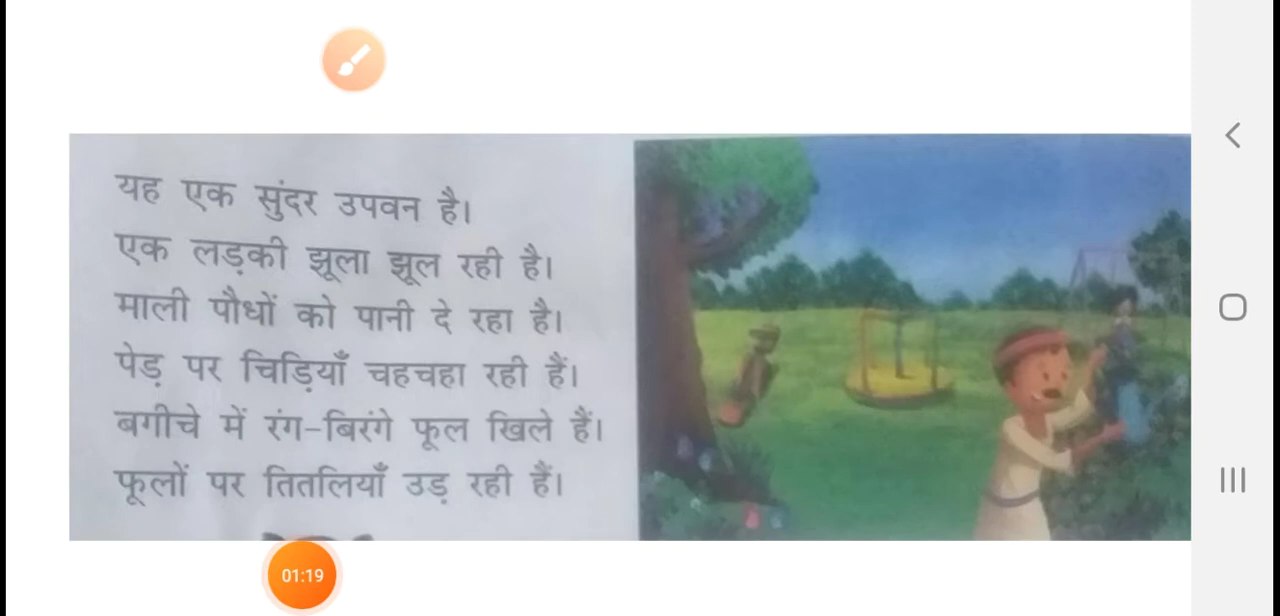 यह एक सुंदर उपवन है।
एक लड़की झूला झूल रही है।
माली पौधों को पानी दे रहा है।
पेड़ पर चिड़ियाँ चहचहा रही हैं।
बगीचे में रंग-बिरंगे फूल खिले हैं।
फूलों पर तितलियाँ उड़ रही हैं।
01:19